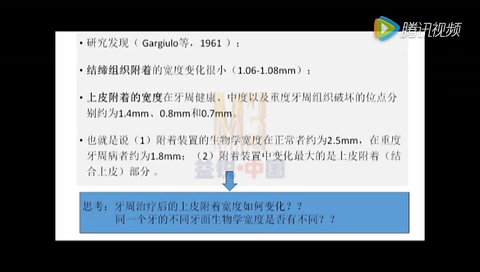 腾讯视频
• 研究发现（ Gargiulo等，1961 ）；
• 结缔组织附着的宽度变化很小（1.06-1.08mm）；
• 上皮附着的宽度在牙周健康、中度以及重度牙周组织破坏的位点分
别约为1.4mm、0.8mm和0.7mm。
• 也就是说（1）附着装置的生物学宽度在正常者约为2.5mm，在重度
牙周病者约为1.8mm；（2）附着装置中变化最大的是上皮附着（结
合上皮）部分 。
思考：牙周治疗后的上皮附着宽度如何变化？？
同一个牙的不同牙面生物学宽度是否有不同？？